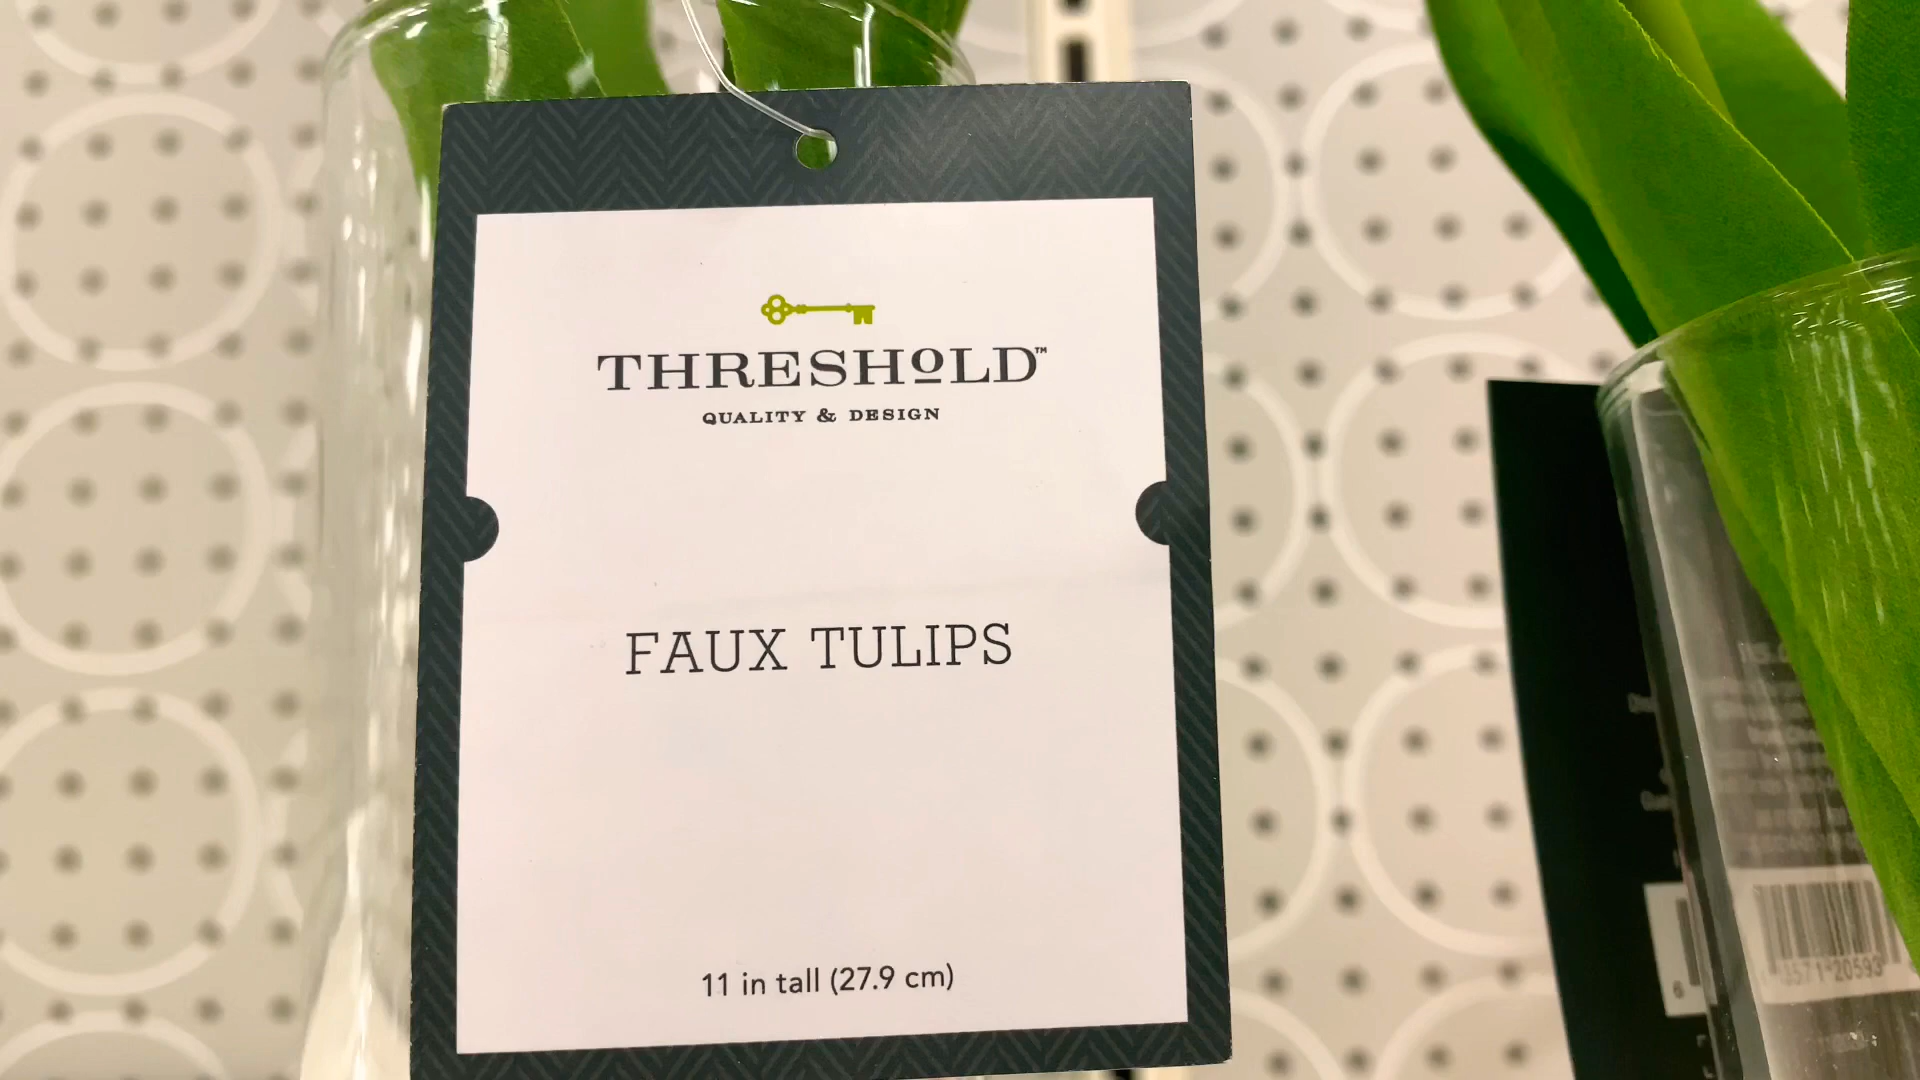 THRESHOLD™
QUALITY & DESIGN
FAUX TULIPS
11 in tall (27.9 cm)